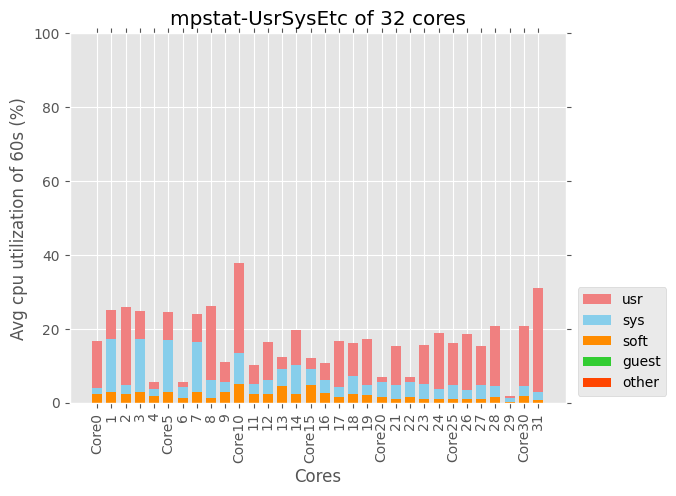 mpstat-UsrSysEtc of 32 cores
Avg cpu utilization of 60s (%)
100
80
60
40
20
0
Core0
1
2
3
4
Core5
6
7
8
9
Core10
11
12
13
14
Core15
16
17
18
19
Core20
21
22
23
24
Core25
26
27
28
29
Core30
31
Cores
usr
sys
soft
guest
other